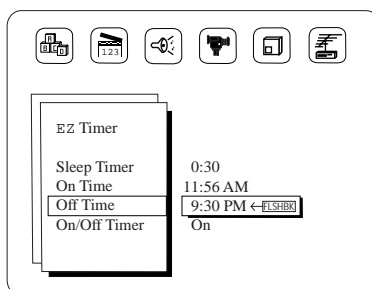 A
B C D
123
EZ Timer
Sleep Timer 0:30
On Time 11:56 AM
Off Time 9:30 PM ←FLSHBK
On/Off Timer On